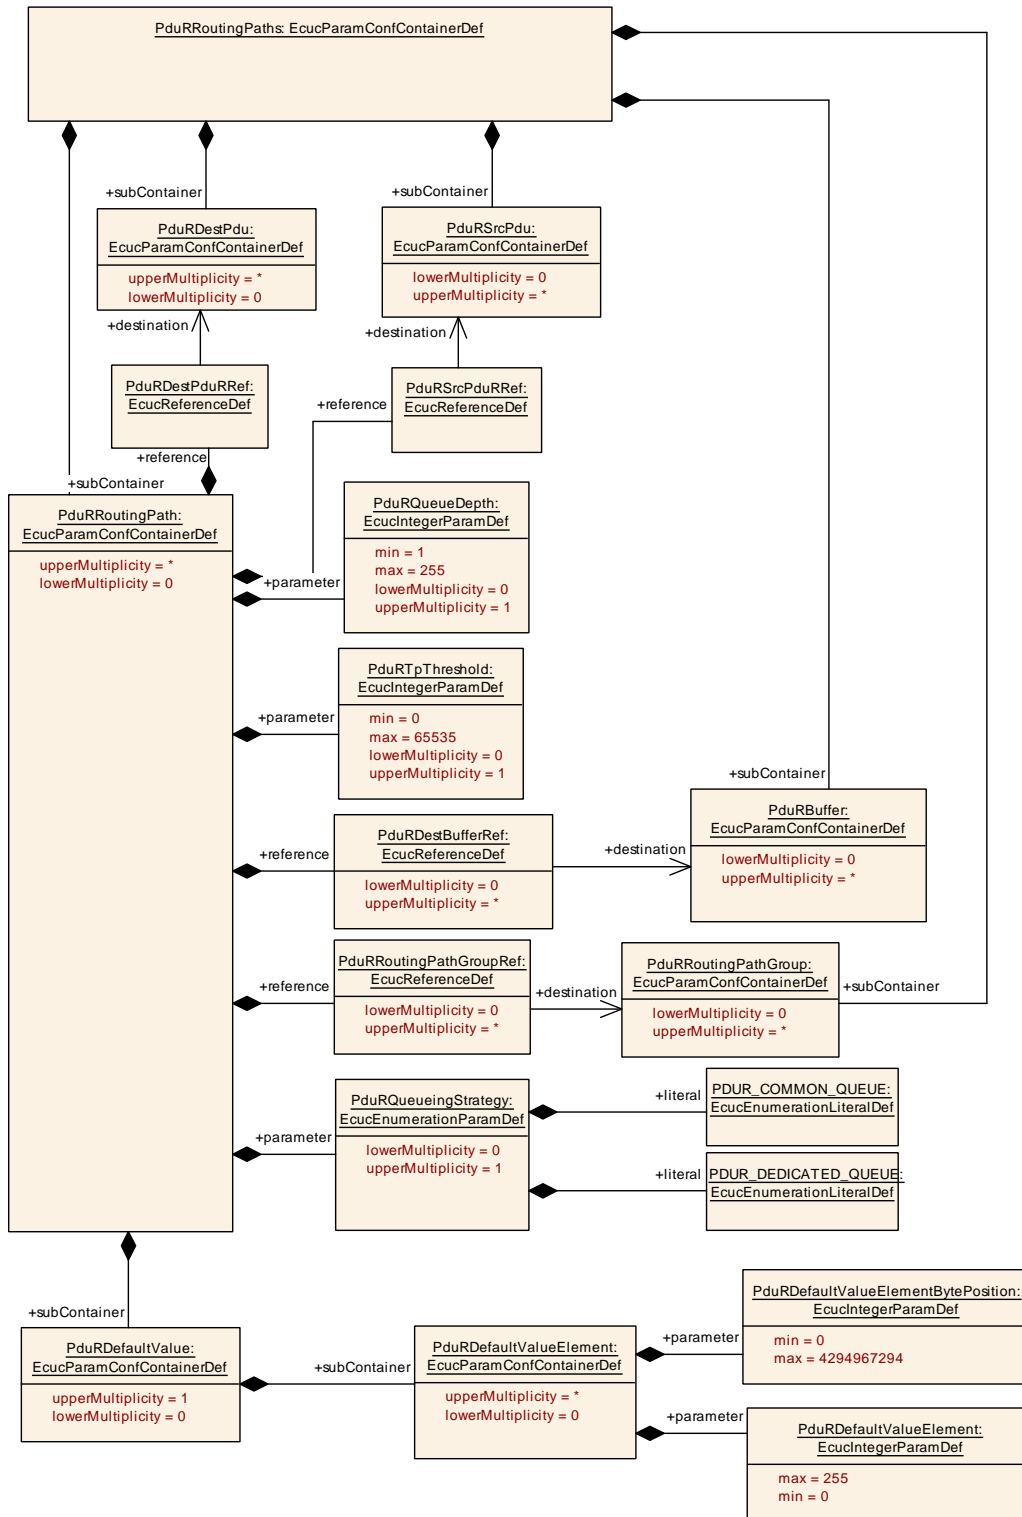 PduRRoutingPaths: EcucParamConfContainerDef
+subContainer
+subContainer
PduRDestPdu:
EcucParamConfContainerDef
upperMultiplicity = *
lowerMultiplicity = 0
PduRSrcPdu:
EcucParamConfContainerDef
lowerMultiplicity = 0
upperMultiplicity = *
+destination
+destination
PduRDestPduRRef:
EcucReferenceDef
PduRSrcPduRRef:
EcucReferenceDef
+reference
+reference
+subContainer
PduRRoutingPath:
EcucParamConfContainerDef
upperMultiplicity = *
lowerMultiplicity = 0
PduRQueueDepth:
EcucIntegerParamDef
min = 1
max = 255
lowerMultiplicity = 0
upperMultiplicity = 1
+parameter
PduRTpThreshold:
EcucIntegerParamDef
min = 0
max = 65535
lowerMultiplicity = 0
upperMultiplicity = 1
+parameter
+subContainer
PduRBuffer:
EcucParamConfContainerDef
lowerMultiplicity = 0
upperMultiplicity = *
PduRDestBufferRef:
EcucReferenceDef
lowerMultiplicity = 0
upperMultiplicity = *
+reference
+destination
PduRRoutingPathGroupRef:
EcucReferenceDef
lowerMultiplicity = 0
upperMultiplicity = *
+reference
+destination
PduRRoutingPathGroup:
EcucParamConfContainerDef
lowerMultiplicity = 0
upperMultiplicity = *
+subContainer
PduRQueueingStrategy:
EcucEnumerationParamDef
lowerMultiplicity = 0
upperMultiplicity = 1
+parameter
+literal
PDUR_COMMON_QUEUE:
EcucEnumerationLiteralDef
+literal
PDUR_DEDICATED_QUEUE:
EcucEnumerationLiteralDef
+subContainer
PduRDefaultValue:
EcucParamConfContainerDef
upperMultiplicity = 1
lowerMultiplicity = 0
+subContainer
PduRDefaultValueElement:
EcucParamConfContainerDef
upperMultiplicity = *
lowerMultiplicity = 0
+parameter
PduRDefaultValueElementBytePosition:
EcucIntegerParamDef
min = 0
max = 4294967294
+parameter
PduRDefaultValueElement:
EcucIntegerParamDef
max = 255
min = 0